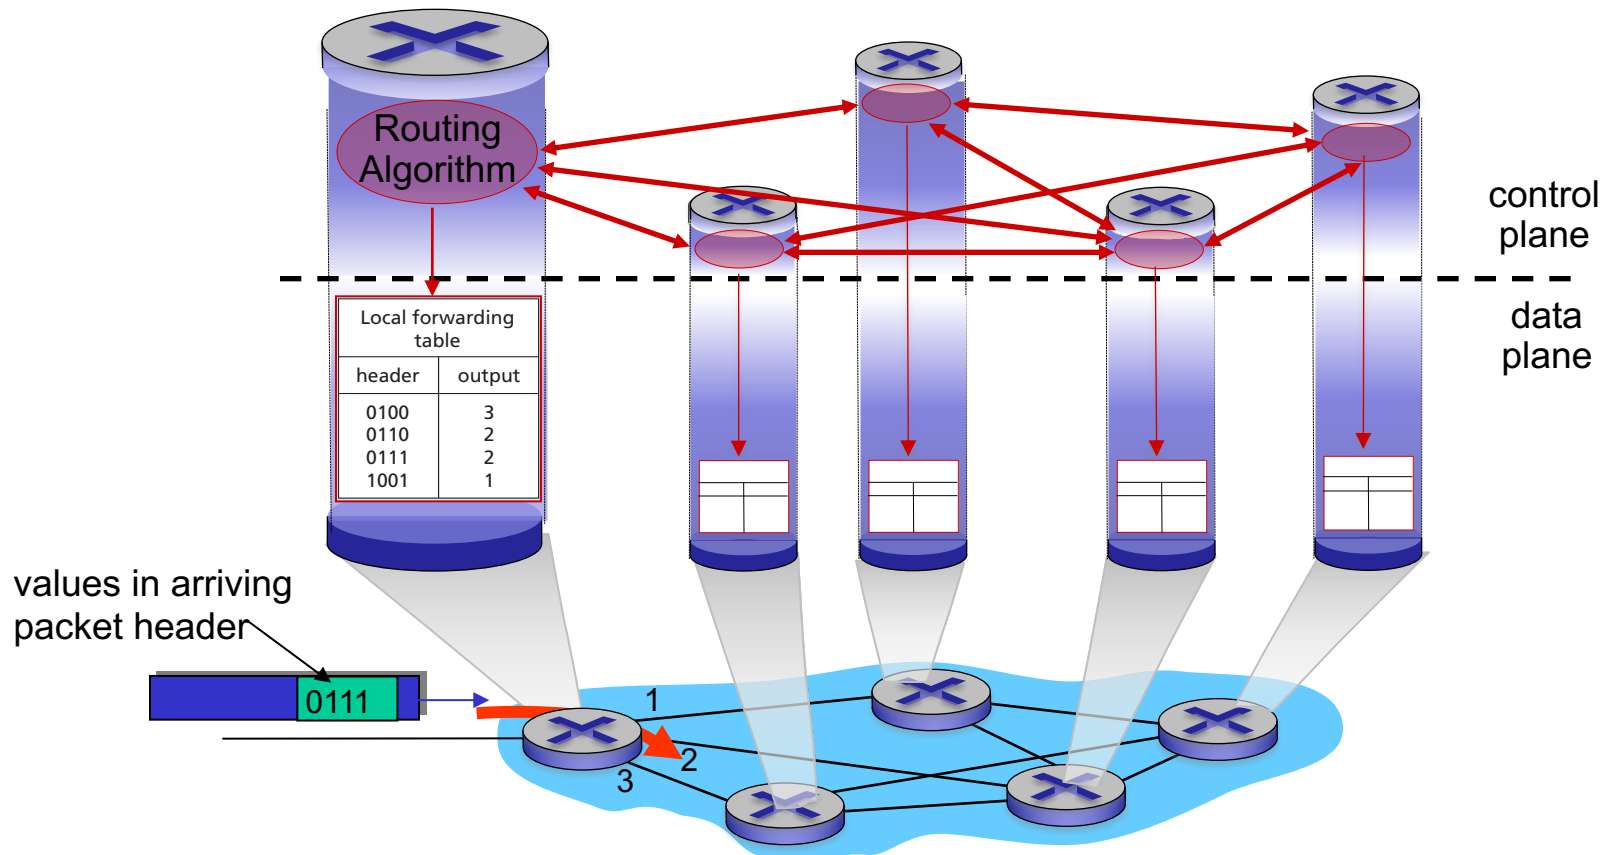 Routing
Algorithm
control
plane
data
plane
Local forwarding
table
header output
0100 3
0110 2
0111 2
1001 1
values in arriving
packet header
0111
1
2
3